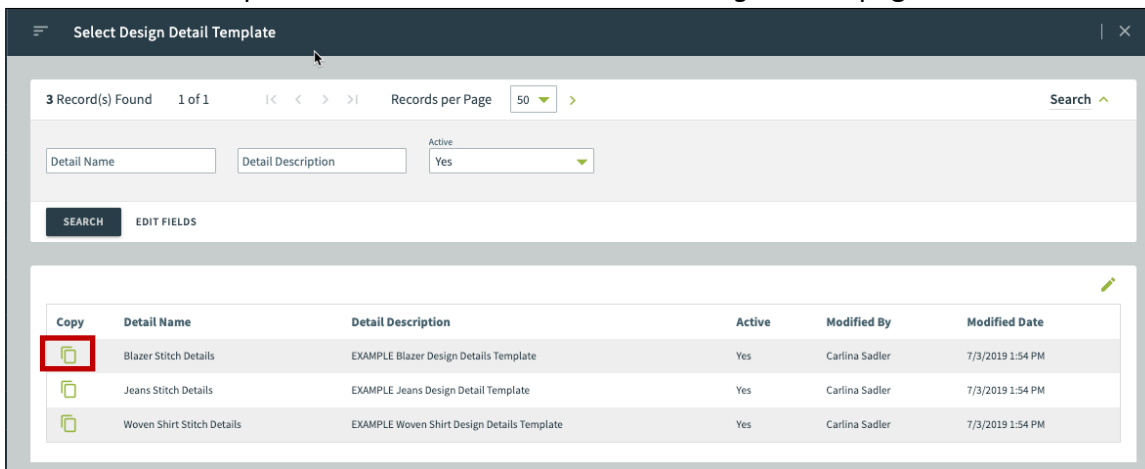 Select Design Detail Template
3 Record(s) Found 1 of 1 Records per Page 50 Search
Active
Detail Name Detail Description Yes
SEARCH EDIT FIELDS
Copy Detail Name Detail Description Active Modified By Modified Date
Blazer Stitch Details EXAMPLE Blazer Design Details Template Yes Carlina Sadler 7/3/2019 1:54 PM
Jeans Stitch Details EXAMPLE Jeans Design Detail Template Yes Carlina Sadler 7/3/2019 1:54 PM
Woven Shirt Stitch Details EXAMPLE Woven Shirt Design Details Template Yes Carlina Sadler 7/3/2019 1:54 PM